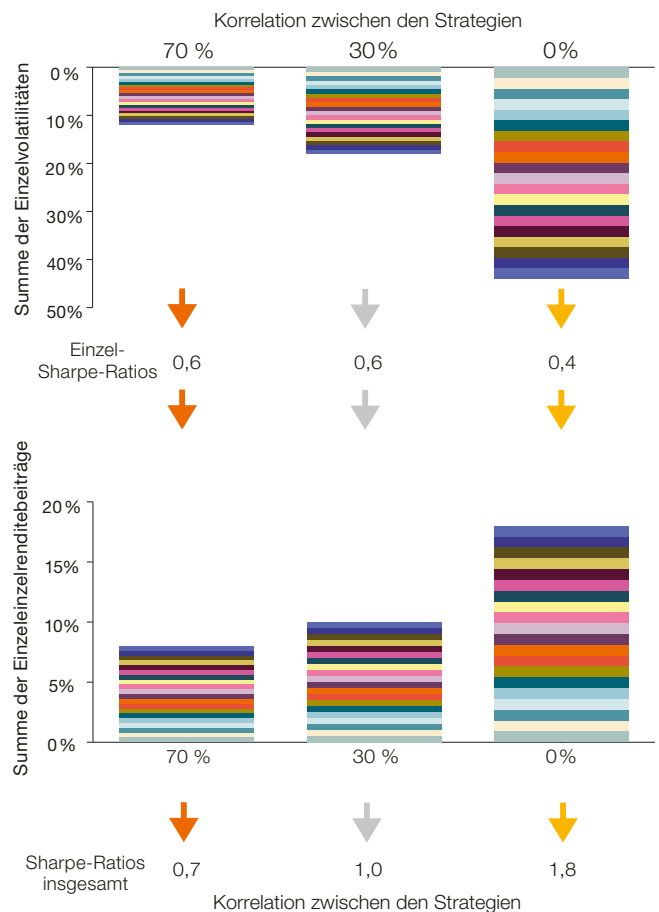 Korrelation zwischen den Strategien
70 % 30 % 0 %
0 %
10 %
20 %
30 %
40 %
50 %
Summe der Einzelvolatilitäten
Einzel-
Sharpe-Ratios
0,6 0,6 0,4
20 %
15 %
10 %
5 %
0 %
Summe der Einzeleinzelrenditebeiträge
70 % 30 % 0 %
Sharpe-Ratios
insgesamt
0,7 1,0 1,8
Korrelation zwischen den Strategien